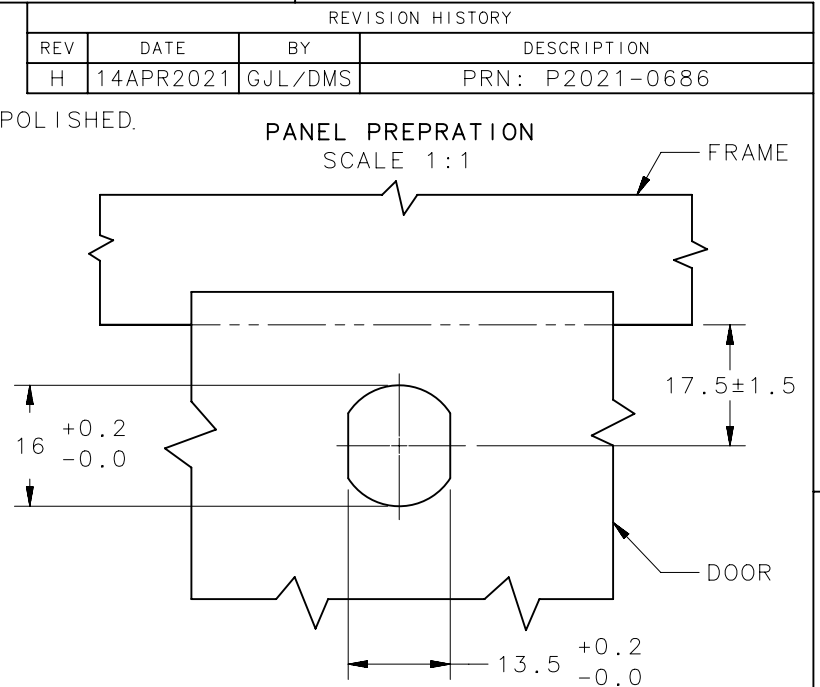 REVISION HISTORY
REV DATE BY DESCRIPTION
H 14APR2021 GJL/DMS PRN: P2021-0686
POLISHED.
PANEL PREPRATION
SCALE 1:1
FRAME
17.5±1.5
16 +0.2
-0.0
DOOR
13.5 +0.2
-0.0